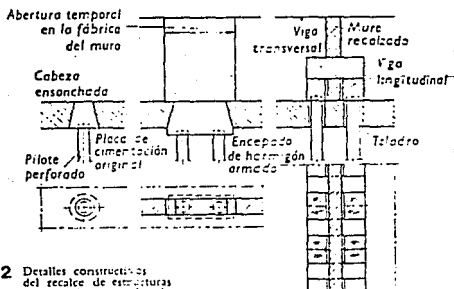 Abertura temporal
en la fábrica
del muro
Viga
transversal
Muro
recalzado
Viga
longitudinal
Cabeza
ensanchada
Placa de
cimentación
original
Pilote
perforado
Encepado
de hormigón
armado
Taladro
2 Detalles constructivos
del recalce de estructuras